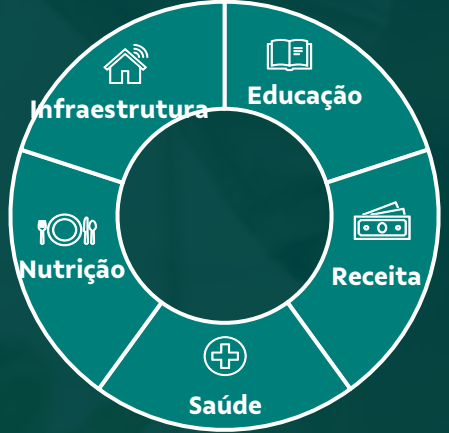 Infraestrutura
Educação
Nutrição
Receita
Saúde